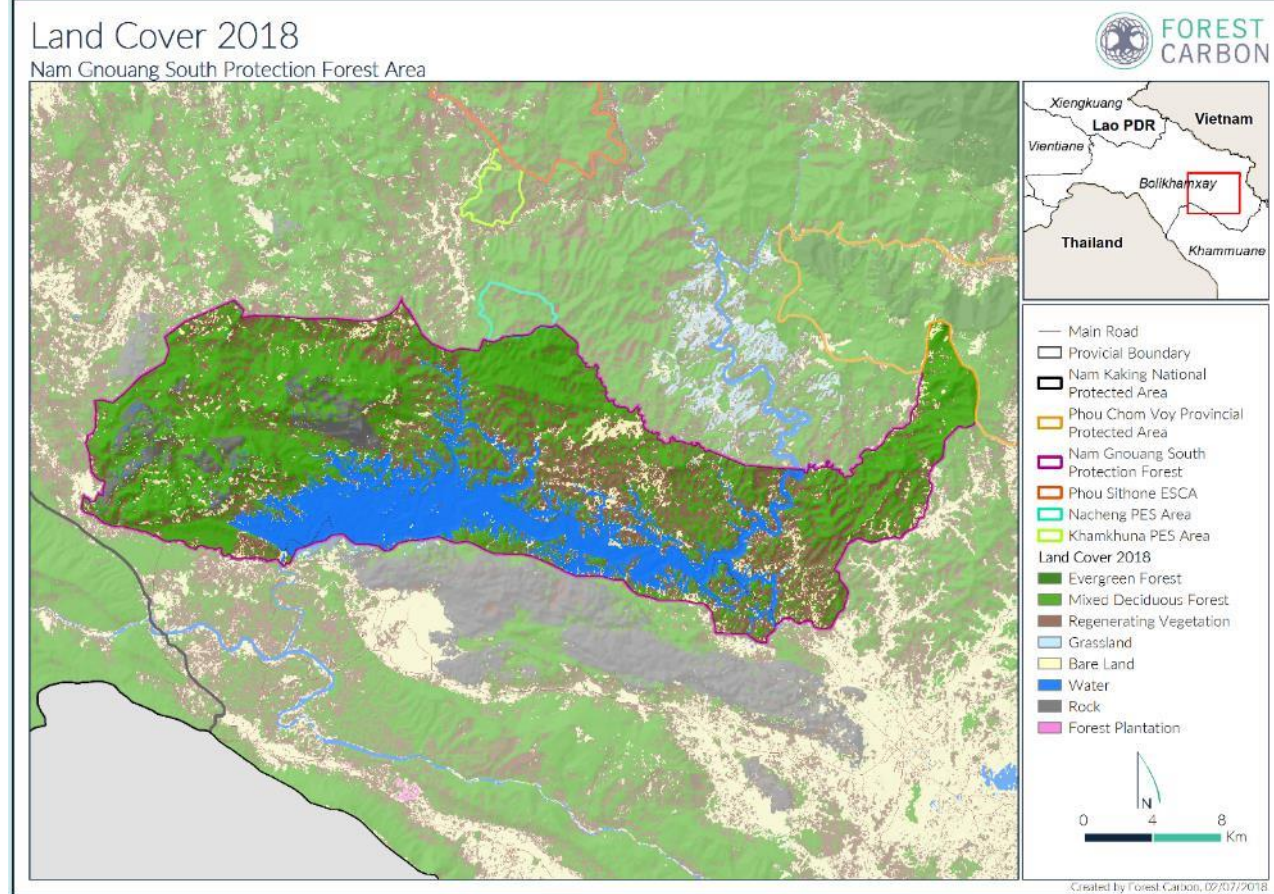 Land Cover 2018
Nam Gnouang South Protection Forest Area
FOREST
CARBON
Xiengkuang
Lao PDR
Vietnam
Vientiane
Bolikhamxay
Thailand
Khammuane
Main Road
Provicial Boundary
Nam Kaking National
Protected Area
Phou Chom Voy Provincial
Protected Area
Nam Gnouang South
Protection Forest
Phou Sithone ESCA
Nacheng PES Area
Khamkhuna PES Area
Land Cover 2018
Evergreen Forest
Mixed Deciduous Forest
Regenerating Vegetation
Grassland
Bare Land
Water
Rock
Forest Plantation
N
0 4 8
Km
Created by Forest Carbon, 02/07/2018